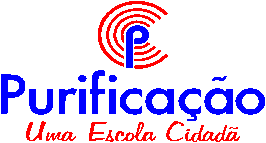 P
Purificação
Uma Escola Cidadã